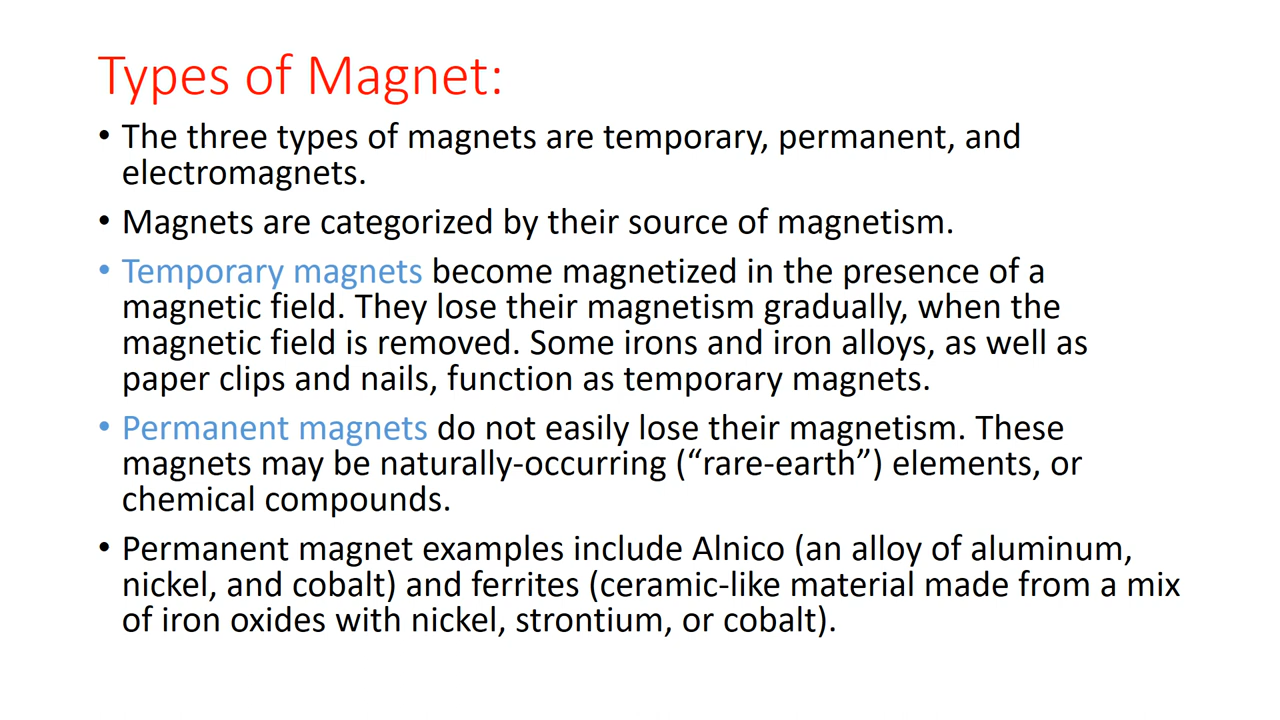 Types of Magnet:
• The three types of magnets are temporary, permanent, and
electromagnets.
• Magnets are categorized by their source of magnetism.
• Temporary magnets become magnetized in the presence of a
magnetic field. They lose their magnetism gradually, when the
magnetic field is removed. Some irons and iron alloys, as well as
paper clips and nails, function as temporary magnets.
• Permanent magnets do not easily lose their magnetism. These
magnets may be naturally-occurring (“rare-earth”) elements, or
chemical compounds.
• Permanent magnet examples include Alnico (an alloy of aluminum,
nickel, and cobalt) and ferrites (ceramic-like material made from a mix
of iron oxides with nickel, strontium, or cobalt).